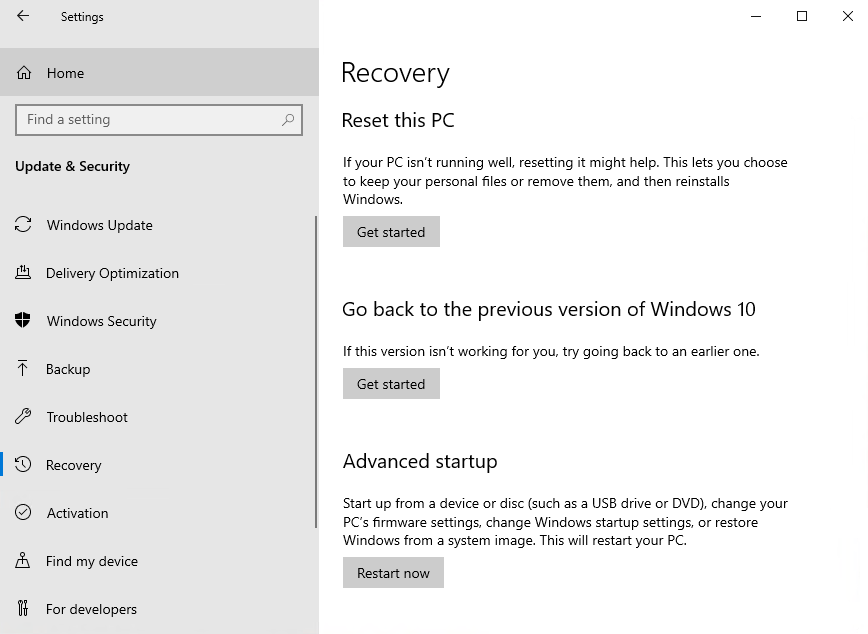 Settings
Home
Find a setting
Update & Security
Windows Update
Delivery Optimization
Windows Security
Backup
Troubleshoot
Recovery
Activation
Find my device
For developers
Recovery
Reset this PC
If your PC isn't running well, resetting it might help. This lets you choose
to keep your personal files or remove them, and then reinstalls
Windows.
Get started
Go back to the previous version of Windows 10
If this version isn't working for you, try going back to an earlier one.
Get started
Advanced startup
Start up from a device or disc (such as a USB drive or DVD), change your
PC's firmware settings, change Windows startup settings, or restore
Windows from a system image. This will restart your PC.
Restart now